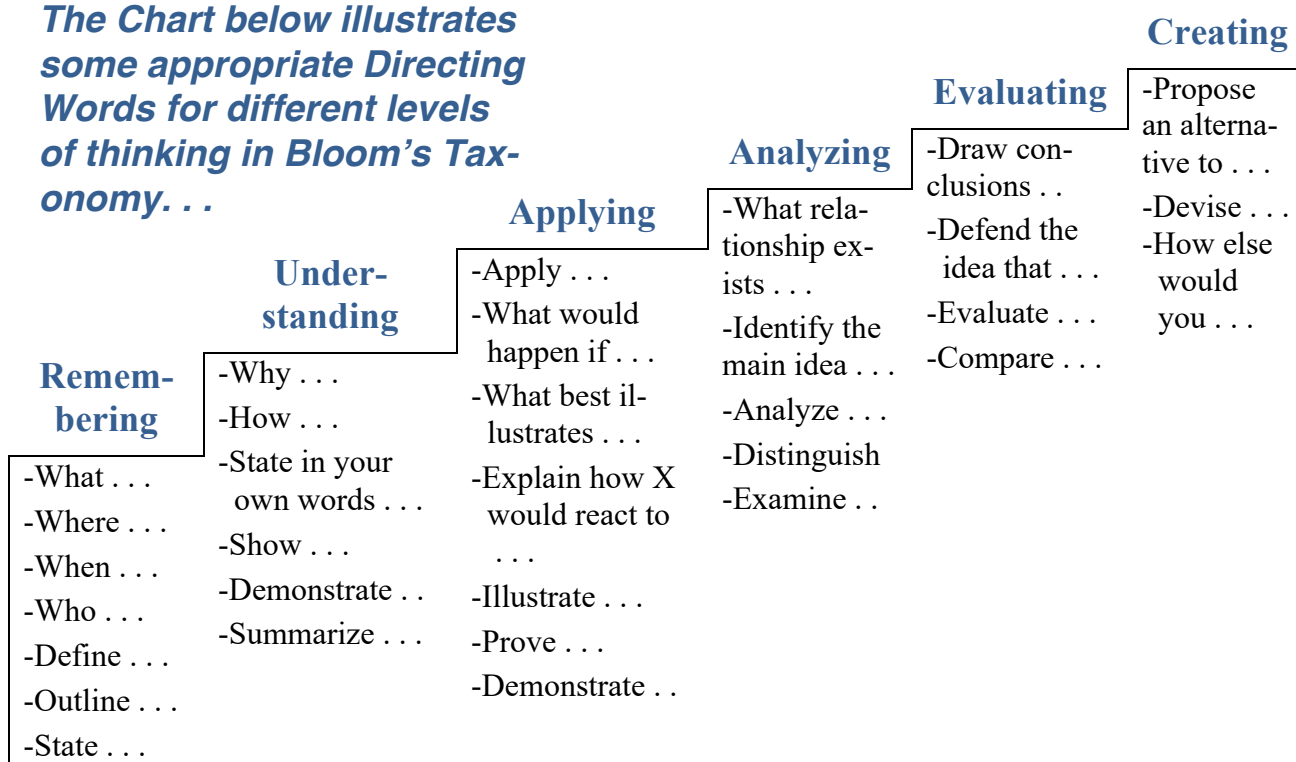 The Chart below illustrates
some appropriate Directing
Words for different levels
of thinking in Bloom's Tax-
onomy. . .
Remem-
bering
-What . . .
-Where . . .
-When . . .
-Who . . .
-Define . . .
-Outline . . .
-State . . .
Under-
standing
-Why . . .
-How . . .
-State in your
own words . . .
-Show . . .
-Demonstrate . .
-Summarize . . .
Applying
-Apply . . .
-What would
happen if . . .
-What best il-
lustrates . . .
-Explain how X
would react to
. . .
-Illustrate . . .
-Prove . . .
-Demonstrate . .
Analyzing
-What rela-
tionship ex-
ists . . .
-Identify the
main idea . . .
-Analyze . . .
-Distinguish
-Examine . .
Evaluating
-Draw con-
clusions . .
-Defend the
idea that . . .
-Evaluate . . .
-Compare . . .
Creating
-Propose
an alterna-
tive to . . .
-Devise . . .
-How else
would
you . . .